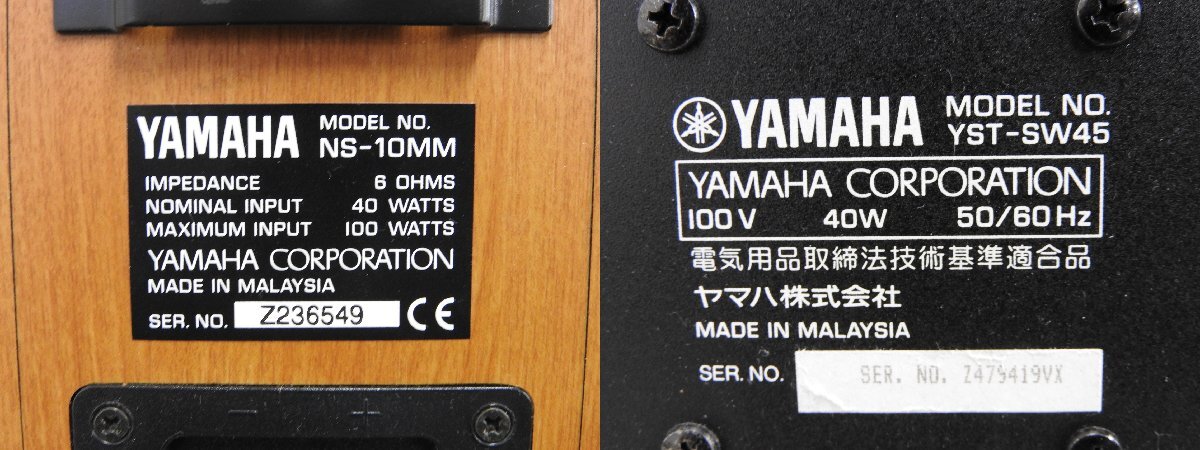 YAMAHA MODEL NO.
NS-10MM
IMPEDANCE 6 OHMS
NOMINAL INPUT 40 WATTS
MAXIMUM INPUT 100 WATTS
YAMAHA CORPORATION
MADE IN MALAYSIA
SER. NO. Z236549 CE
- +
YAMAHA MODEL NO.
YST-SW45
YAMAHA CORPORATION
100V 40W 50/60Hz
電気用品取締法技術基準適合品
ヤマハ株式会社
MADE IN MALAYSIA
SER. NO. SER. NO. Z479419VX